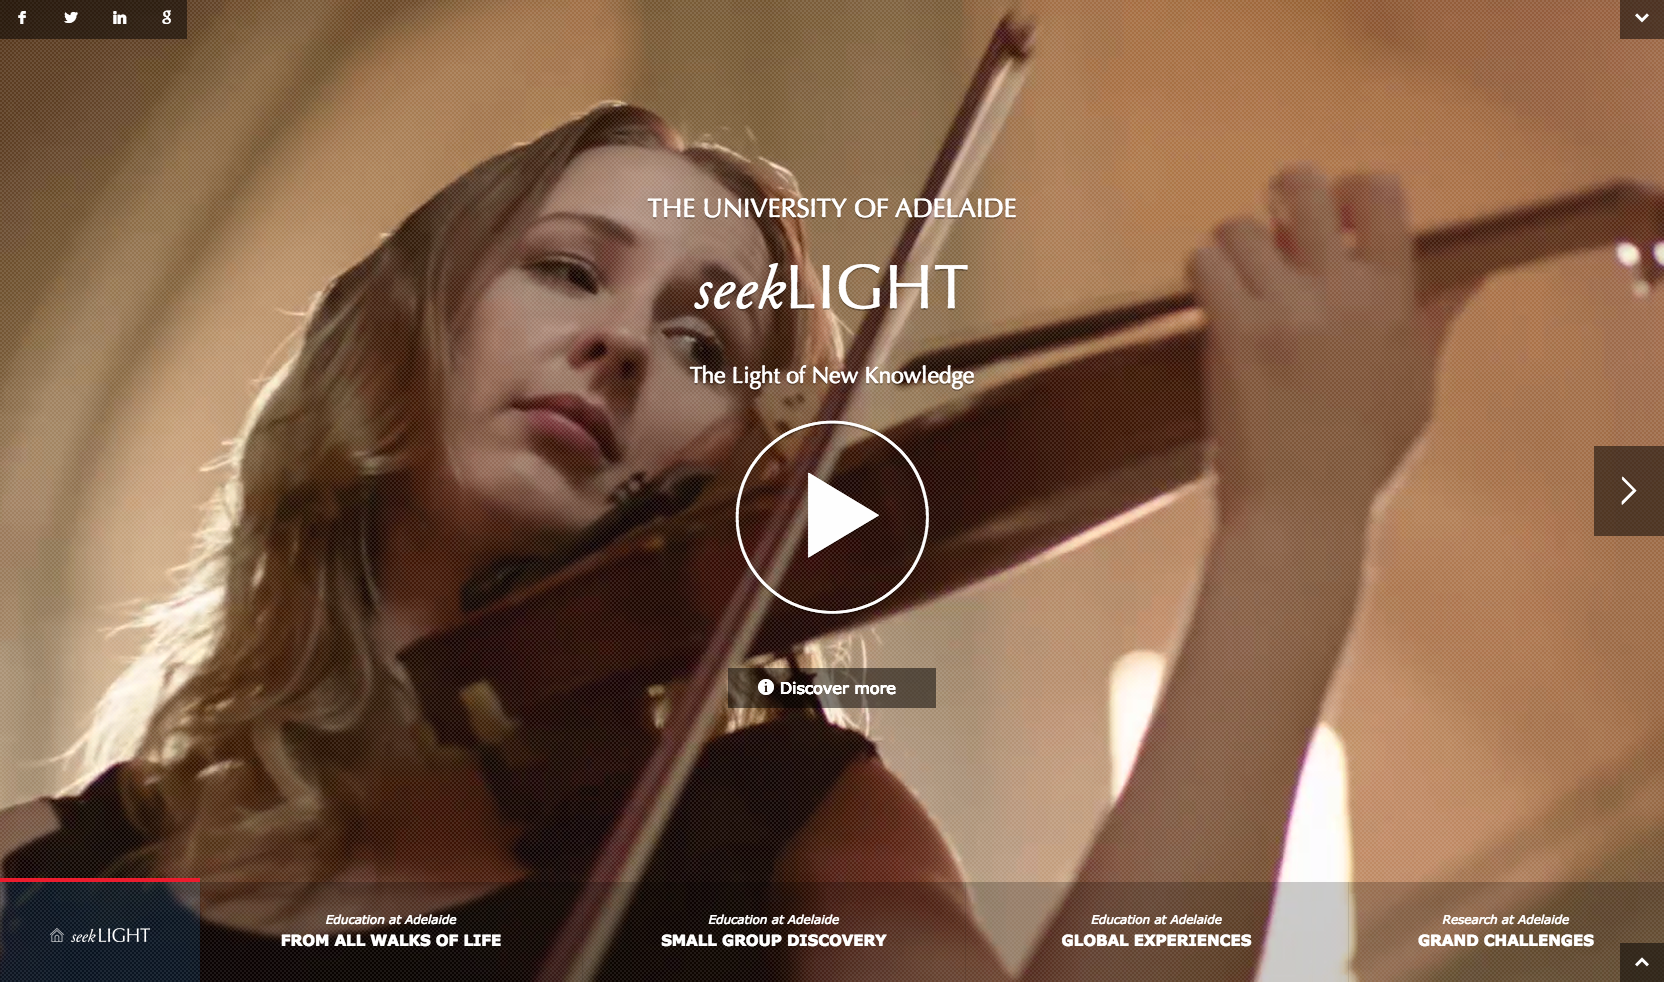 THE UNIVERSITY OF ADELAIDE
seekLIGHT
The Light of New Knowledge
Discover more
seekLIGHT
Education at Adelaide
FROM ALL WALKS OF LIFE
Education at Adelaide
SMALL GROUP DISCOVERY
Education at Adelaide
GLOBAL EXPERIENCES
Research at Adelaide
GRAND CHALLENGES